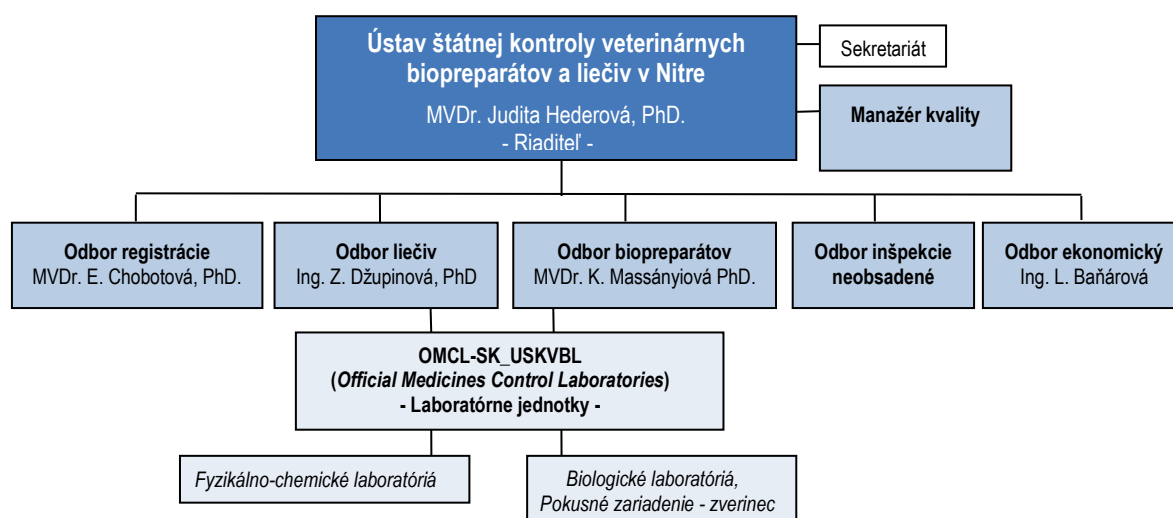 Ústav štátnej kontroly veterinárnych
biopreparátov a liečiv v Nitre
MVDr. Judita Hederová, PhD.
- Riaditeľ -
Sekretariát
Manažér kvality
Odbor registrácie
MVDr. E. Chobotová, PhD.
Odbor liečiv
Ing. Z. Džupinová, PhD
Odbor biopreparátov
MVDr. K. Massányiová PhD.
Odbor inšpekcie
neobsadené
Odbor ekonomický
Ing. L. Baňárová
OMCL-SK_USKVBL
(Official Medicines Control Laboratories)
- Laboratórne jednotky -
Fyzikálno-chemické laboratóriá
Biologické laboratóriá,
Pokusné zariadenie - zverinec